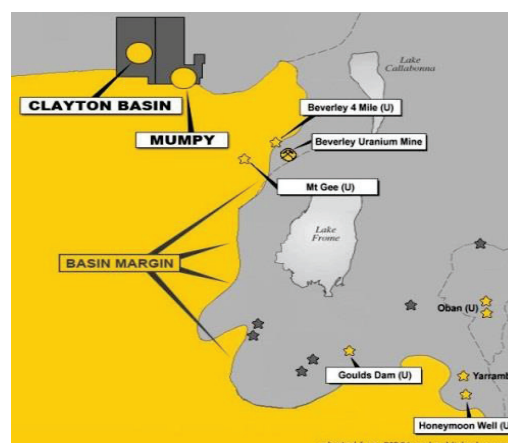 Lake
Callabonna
CLAYTON BASIN
Beverley 4 Mile (U)
MUMPY
Beverley Uranium Mine
Mt Gee (U)
Lake
Frome
BASIN MARGIN
Oban (U)
Goulds Dam (U)
Yarramb
Honeymoon Well (U